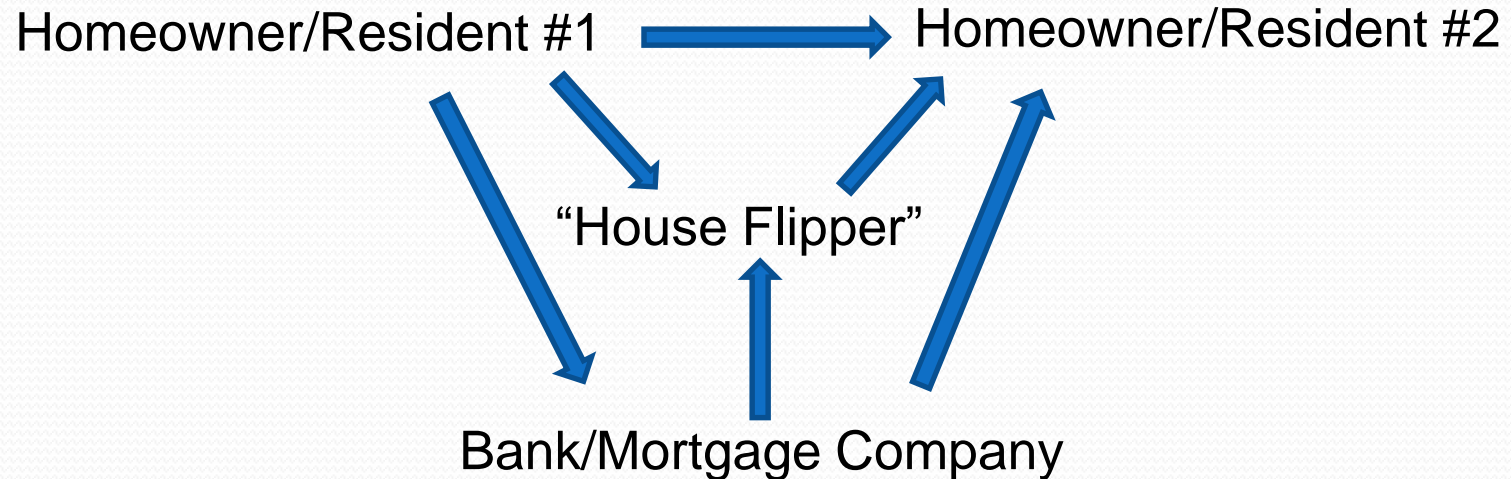 Homeowner/Resident #1
Homeowner/Resident #2
“House Flipper”
Bank/Mortgage Company